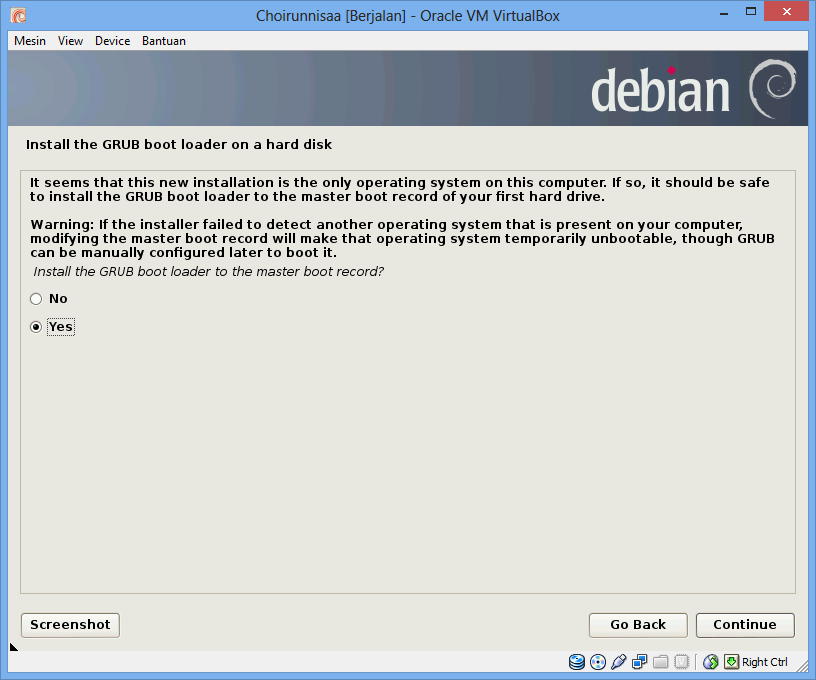 Choirunnisaa [Berjalan] - Oracle VM VirtualBox
Mesin View Device Bantuan
debian
Install the GRUB boot loader on a hard disk
It seems that this new installation is the only operating system on this computer. If so, it should be safe
to install the GRUB boot loader to the master boot record of your first hard drive.
Warning: If the installer failed to detect another operating system that is present on your computer,
modifying the master boot record will make that operating system temporarily unbootable, though GRUB
can be manually configured later to boot it.
Install the GRUB boot loader to the master boot record?
No
Yes
Screenshot Go Back Continue
Right Ctrl